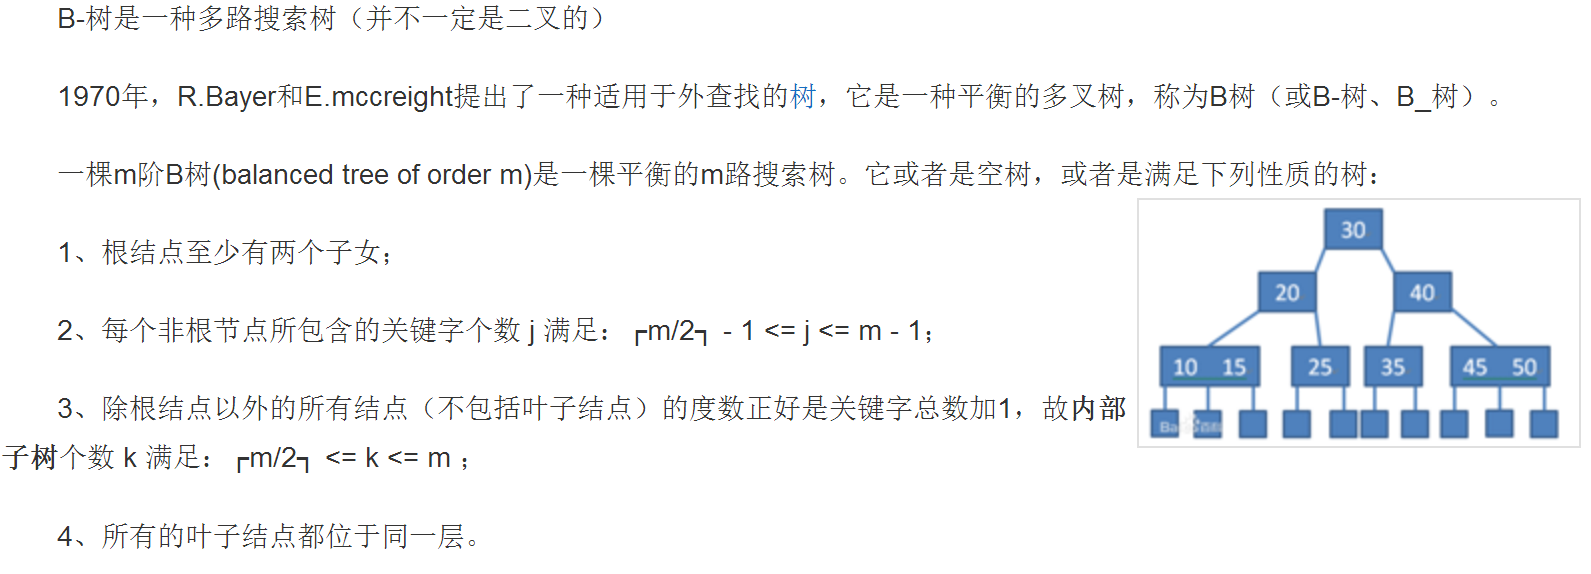 B-树是一种多路搜索树（并不一定是二叉的）
1970年，R.Bayer和E.mccreight提出了一种适用于外查找的树，它是一种平衡的多叉树，称为B树（或B-树、B_树）。
一棵m阶B树(balanced tree of order m)是一棵平衡的m路搜索树。它或者是空树，或者是满足下列性质的树：
1、根结点至少有两个子女；
2、每个非根节点所包含的关键字个数 j 满足：┌m/2┐ - 1 <= j <= m - 1；
3、除根结点以外的所有结点（不包括叶子结点）的度数正好是关键字总数加1，故内部
子树个数 k 满足：┌m/2┐ <= k <= m ；
4、所有的叶子结点都位于同一层。
30
20 40
10 15 25 35 45 50